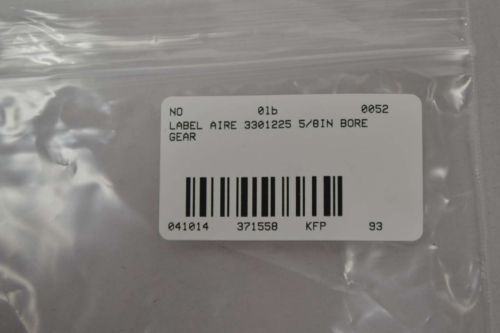 NO 01b 0052
LABEL AIRE 3301225 5/8IN BORE
GEAR
041014 371558 KFP 93